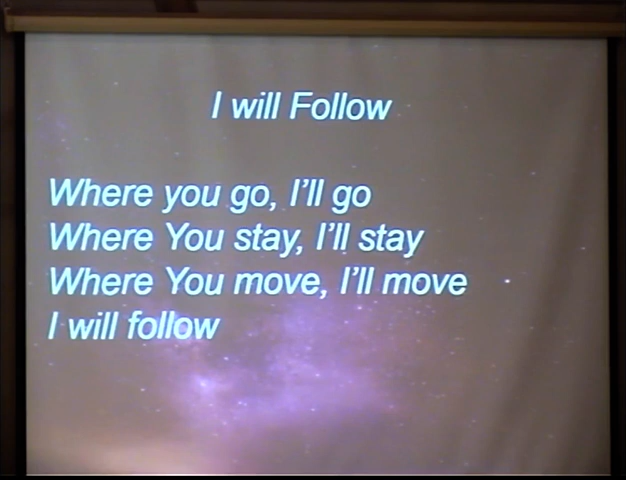 I will Follow
Where you go, I'll go
Where You stay, I'll stay
Where You move, I'll move
I will follow